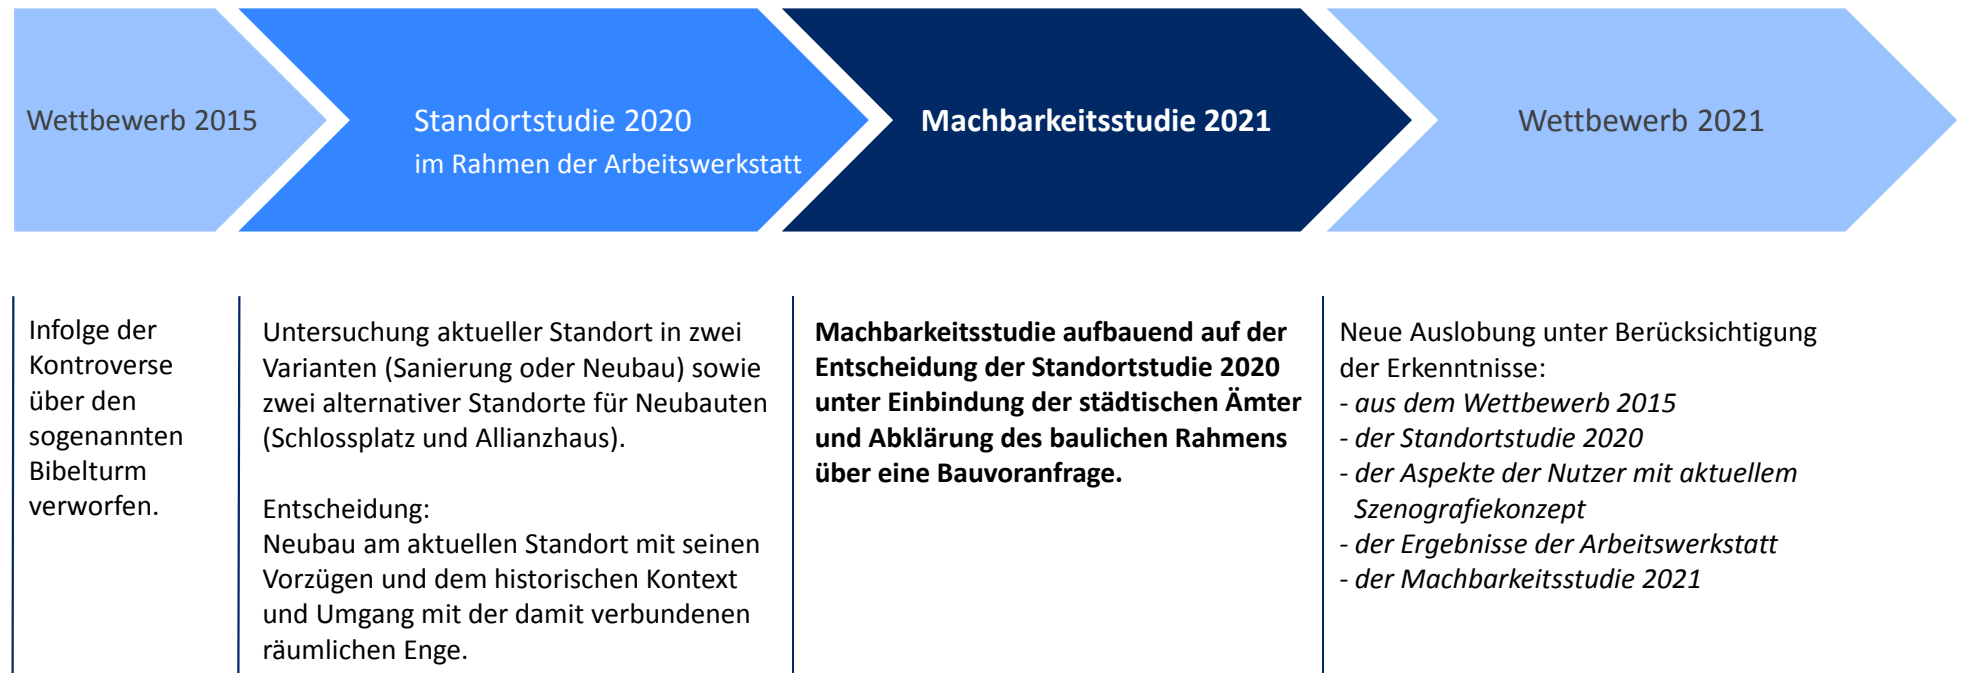 Wettbewerb 2015
Standortstudie 2020
im Rahmen der Arbeitswerkstatt
Machbarkeitsstudie 2021
Wettbewerb 2021
Infolge der
Kontroverse
über den
sogenannten
Bibelturm
verworfen.
Untersuchung aktueller Standort in zwei
Varianten (Sanierung oder Neubau) sowie
zwei alternativer Standorte für Neubauten
(Schlossplatz und Allianzhaus).
Entscheidung:
Neubau am aktuellen Standort mit seinen
Vorzügen und dem historischen Kontext
und Umgang mit der damit verbundenen
räumlichen Enge.
Machbarkeitsstudie aufbauend auf der
Entscheidung der Standortstudie 2020
unter Einbindung der städtischen Ämter
und Abklärung des baulichen Rahmens
über eine Bauvoranfrage.
Neue Auslobung unter Berücksichtigung
der Erkenntnisse:
- aus dem Wettbewerb 2015
- der Standortstudie 2020
- der Aspekte der Nutzer mit aktuellem
Szenografiekonzept
- der Ergebnisse der Arbeitswerkstatt
- der Machbarkeitsstudie 2021